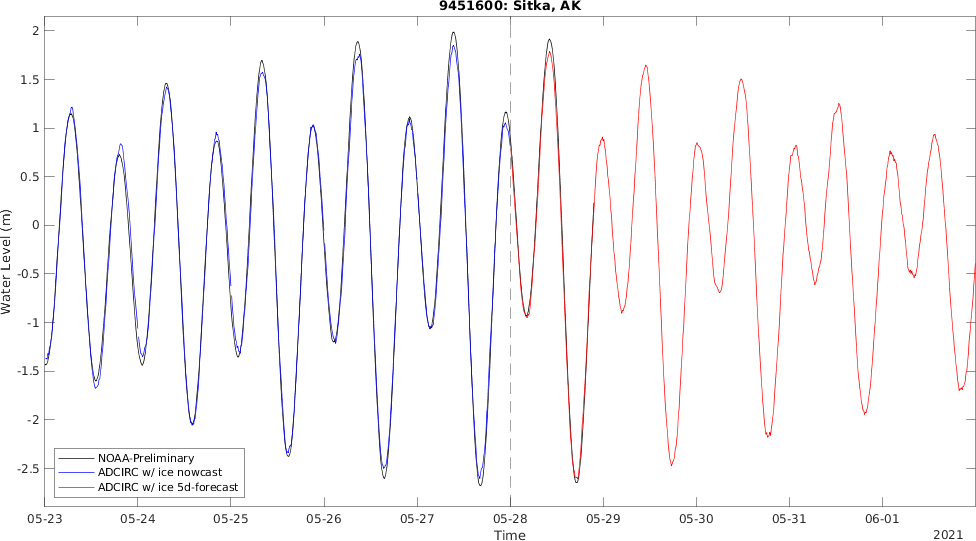 9451600: Sitka, AK
2
1.5
1
0.5
0
-0.5
-1
-1.5
-2
-2.5
Water Level (m)
NOAA-Preliminary
ADCIRC w/ ice nowcast
ADCIRC w/ ice 5d-forecast
05-23 05-24 05-25 05-26 05-27 05-28 05-29 05-30 05-31 06-01
Time
2021